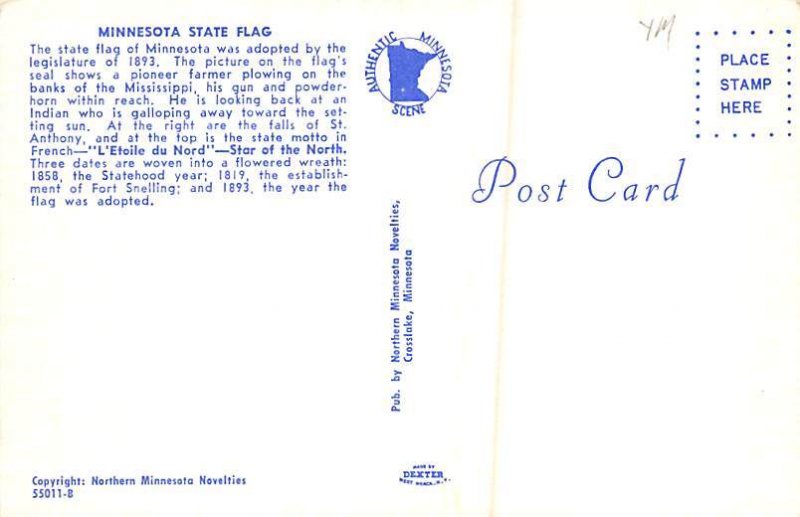 MINNESOTA STATE FLAG
The state flag of Minnesota was adopted by the
legislature of 1893. The picture on the flag's
seal shows a pioneer farmer plowing on the
banks of the Mississippi, his gun and powder-
horn within reach. He is looking back at an
Indian who is galloping away toward the set-
ting sun. At the right are the falls of St.
Anthony, and at the top is the state motto in
French—"L'Etoile du Nord"—Star of the North.
Three dates are woven into a flowered wreath:
1858, the Statehood year; 1819, the establish-
ment of Fort Snelling; and 1893, the year the
flag was adopted.
Copyright: Northern Minnesota Novelties
55011-B
AUTHENTIC MINNESOTA
SCENE
Pub. by Northern Minnesota Novelties,
Crosslake, Minnesota
MADE BY
DEXTER
WEST NYACK, N.Y.
YM
PLACE
STAMP
HERE
Post Card